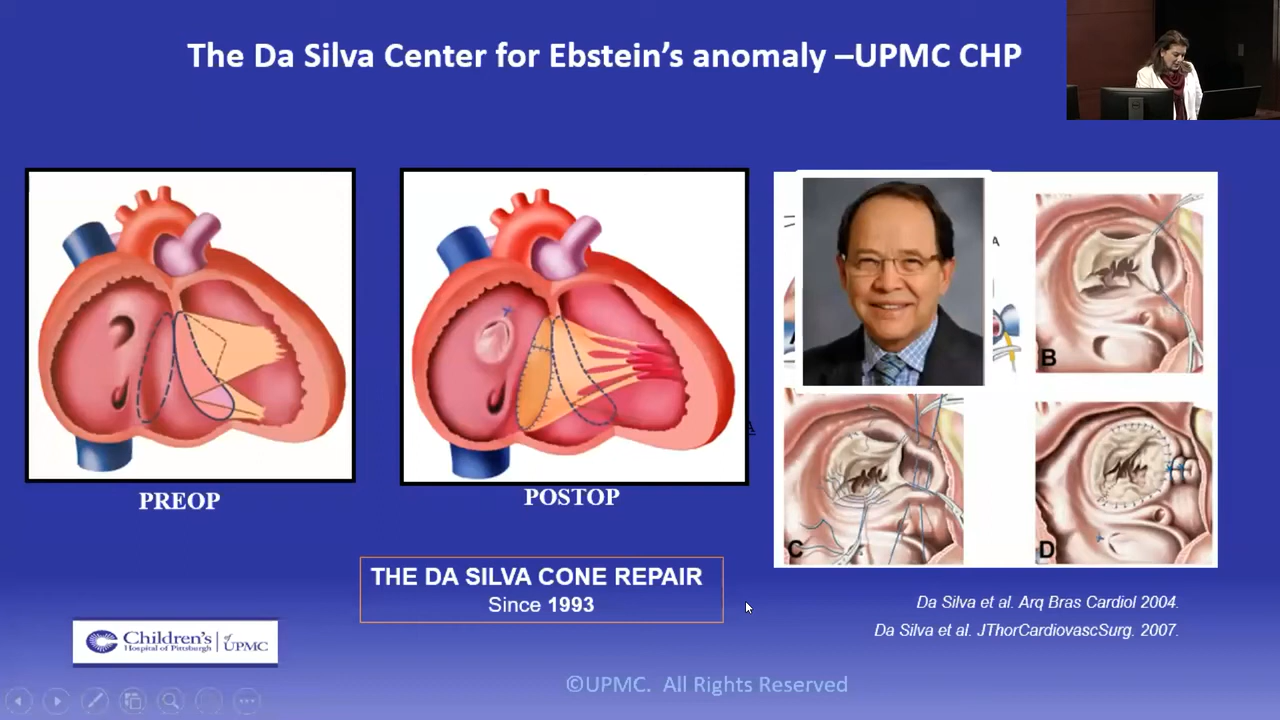 The Da Silva Center for Ebstein’s anomaly –UPMC CHP
PREOP
POSTOP
A
B
C
D
THE DA SILVA CONE REPAIR
Since 1993
Da Silva et al. Arq Bras Cardiol 2004.
Da Silva et al. JThorCardiovascSurg. 2007.
Children's
Hospital of Pittsburgh
of
UPMC
©UPMC. All Rights Reserved